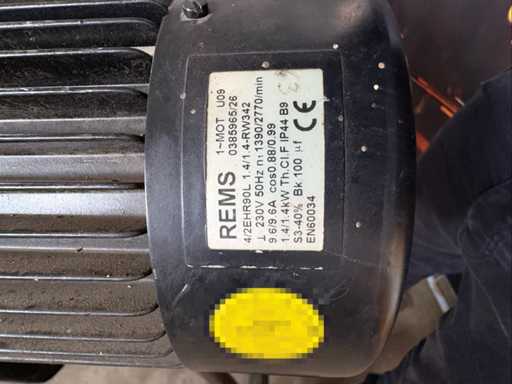 REMS 1~MOT U09
0385965/26
4/2EHR90L 1.4/1.4-RW342
⊥ 230V 50Hz n₁ 1390/2770/min
9.6/9.6A cos0.88/0.99
1.4/1.4kW Th.Cl.F IP44 B9
S3-40% Bk 100 µf CE
EN60034